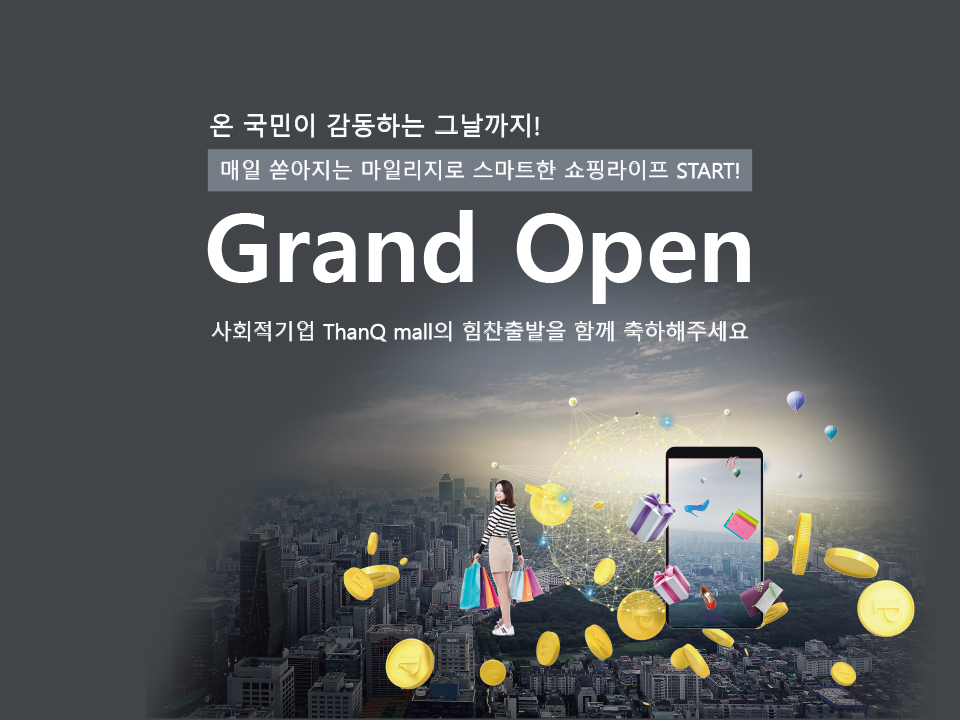 온 국민이 감동하는 그날까지!
매일 쏟아지는 마일리지로 스마트한 쇼핑라이프 START!
Grand Open
사회적기업 ThanQ mall의 힘찬출발을 함께 축하해주세요
P
P
P